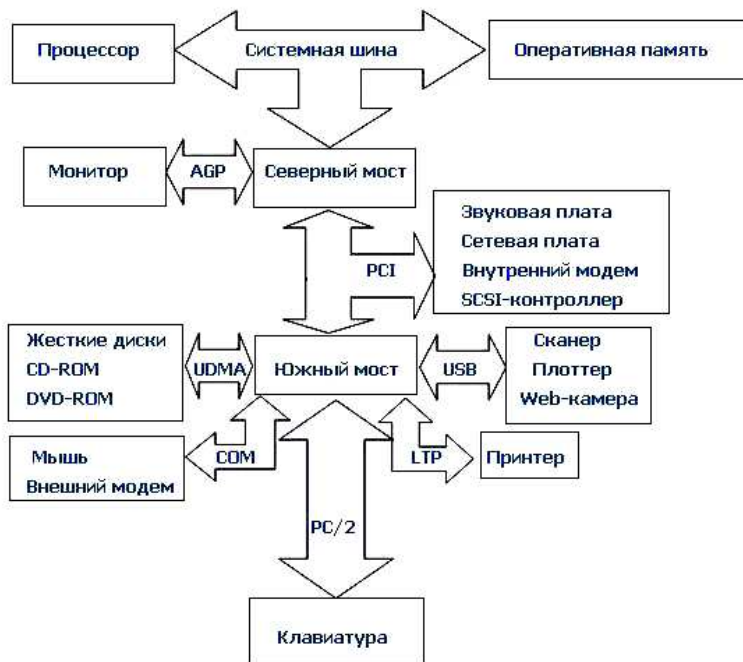 Процессор
Системная шина
Оперативная память
Монитор
AGP
Северный мост
PCI
Звуковая плата
Сетевая плата
Внутренний модем
SCSI-контроллер
Жесткие диски
CD-ROM
DVD-ROM
UDMA
Южный мост
USB
Сканер
Плоттер
Web-камера
Мышь
Внешний модем
COM
LTP
Принтер
PC/2
Клавиатура